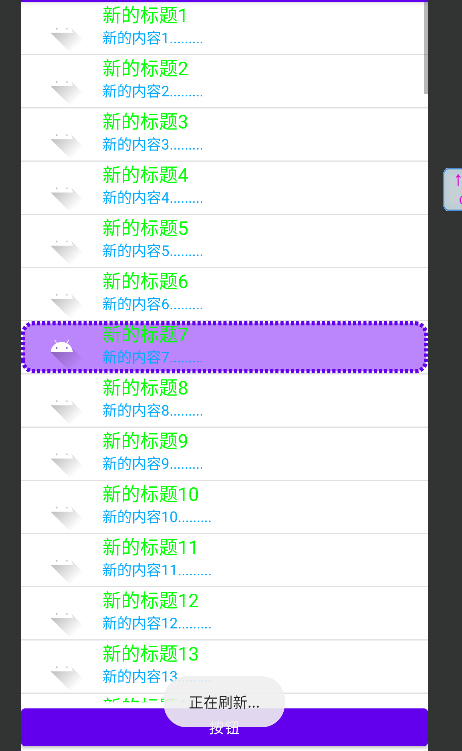 新的标题1
新的内容1.........
新的标题2
新的内容2.........
新的标题3
新的内容3.........
新的标题4
新的内容4.........
新的标题5
新的内容5.........
新的标题6
新的内容6.........
新的标题7
新的内容7.........
新的标题8
新的内容8.........
新的标题9
新的内容9.........
新的标题10
新的内容10.........
新的标题11
新的内容11.........
新的标题12
新的内容12.........
新的标题13
新的内容13.........
正在刷新...
按钮